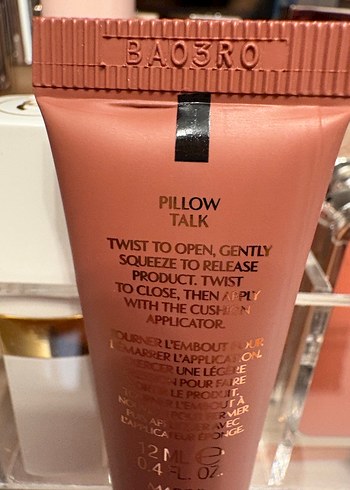 BA03R0
PILLOW
TALK
TWIST TO OPEN, GENTLY
SQUEEZE TO RELEASE
PRODUCT. TWIST
TO CLOSE, THEN APPLY
WITH THE CUSHION
APPLICATOR.
TOURNER L'EMBOUT POUR
DÉMARRER L'APPLICATION.
EXERCER UNE LÉGÈRE
POUR FAIRE
LE PRODUIT.
L'EMBOUT À
POUR FERMER
AVEC
L'APPLICATEUR ÉPONGE.
12 ML e
0.4 FL. OZ.